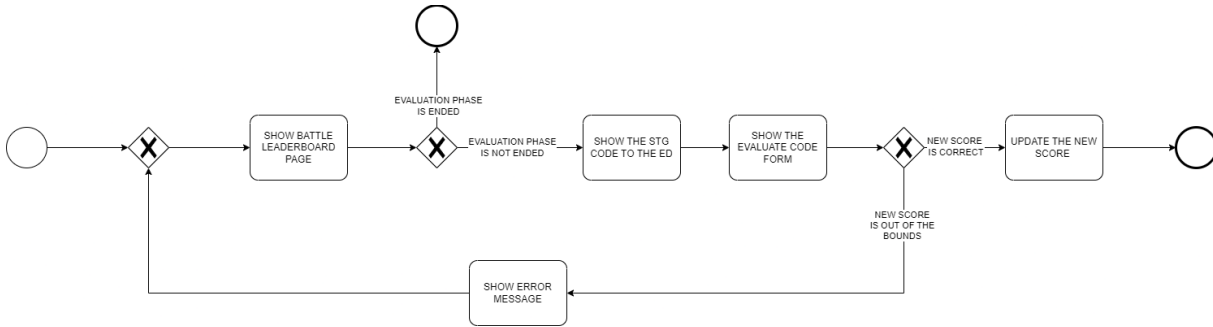 EVALUATION PHASE
IS ENDED
SHOW BATTLE
LEADERBOARD
PAGE
EVALUATION PHASE
IS NOT ENDED
SHOW THE STG
CODE TO THE ED
SHOW THE
EVALUATE CODE
FORM
NEW SCORE
IS CORRECT
UPDATE THE NEW
SCORE
NEW SCORE
IS OUT OF THE
BOUNDS
SHOW ERROR
MESSAGE